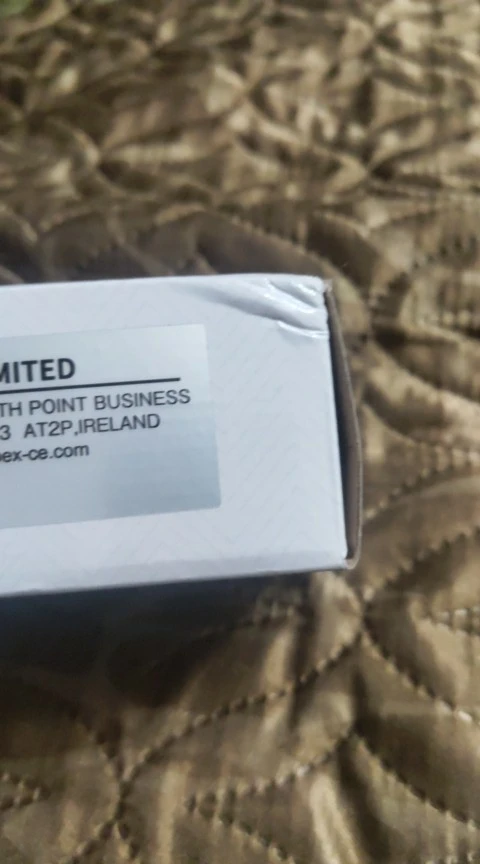 MITED
TH POINT BUSINESS
3 AT2P,IRELAND
ex-ce.com